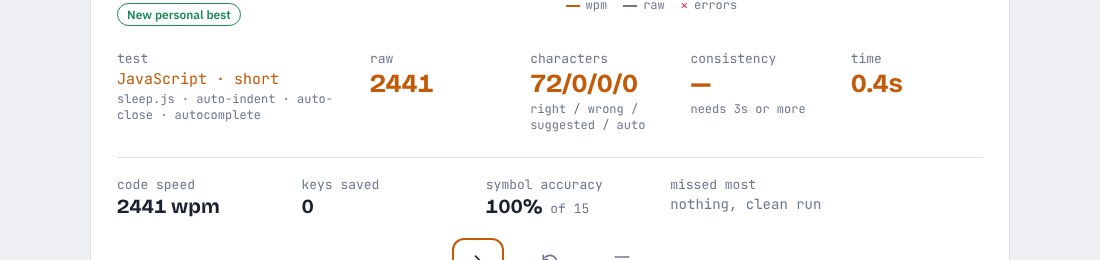 New personal best
wpm raw × errors
test
JavaScript · short
sleep.js · auto-indent · auto-
close · autocomplete
raw
2441
characters
72/0/0/0
right / wrong /
suggested / auto
consistency
—
needs 3s or more
time
0.4s
code speed
2441 wpm
keys saved
0
symbol accuracy
100% of 15
missed most
nothing, clean run